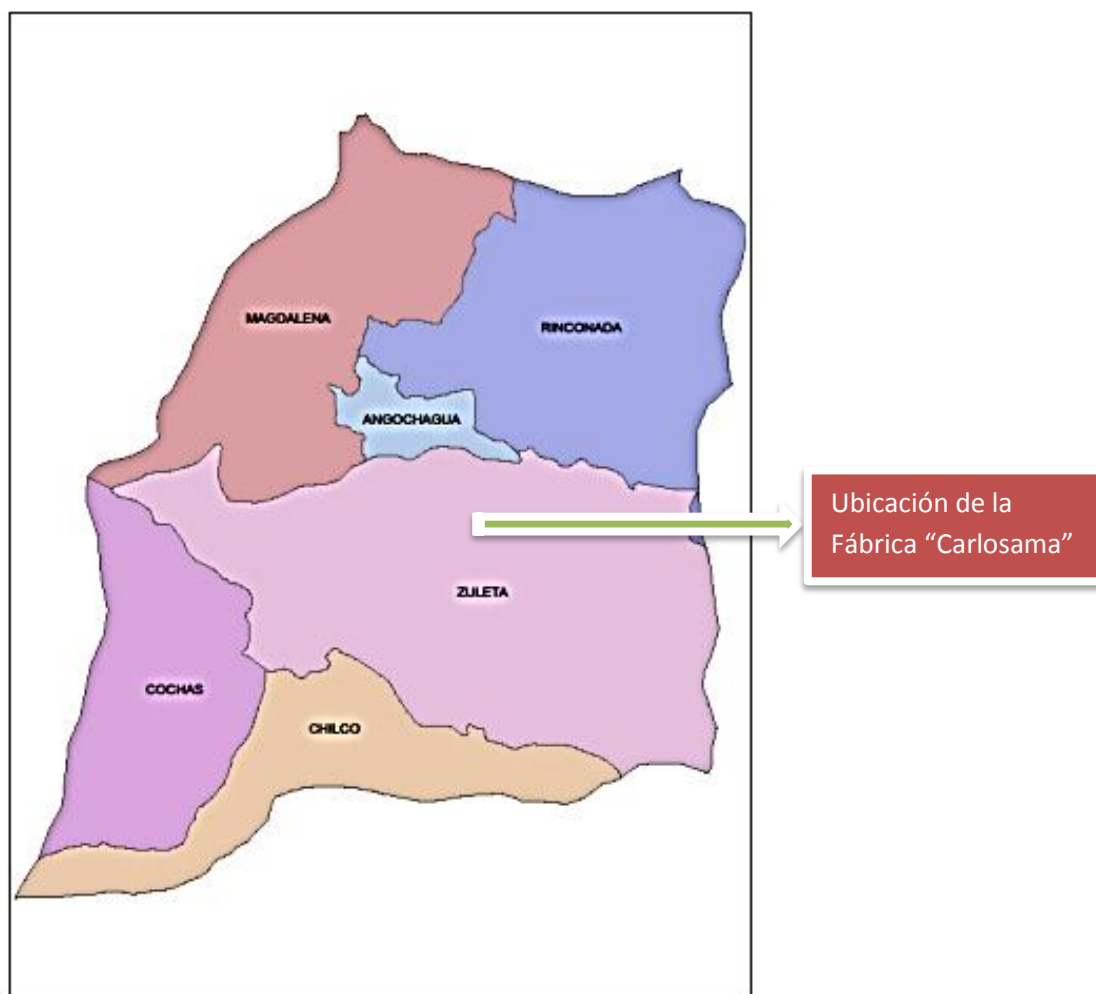 MAGDALENA
RINCONADA
ANGOCHAGUA
Ubicación de la
Fábrica “Carlosama”
ZULETA
COCHAS
CHILCO